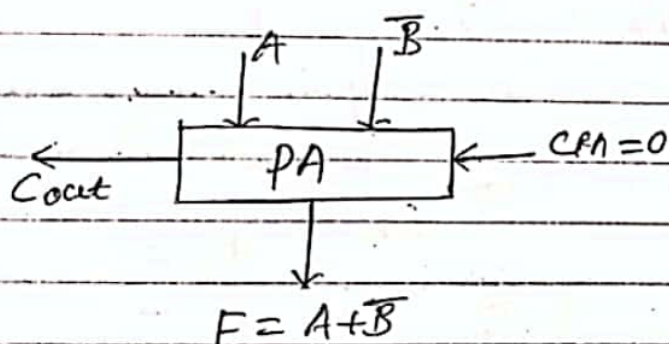 A B̅
PA
Cin = 0
Cout
F = A + B̅